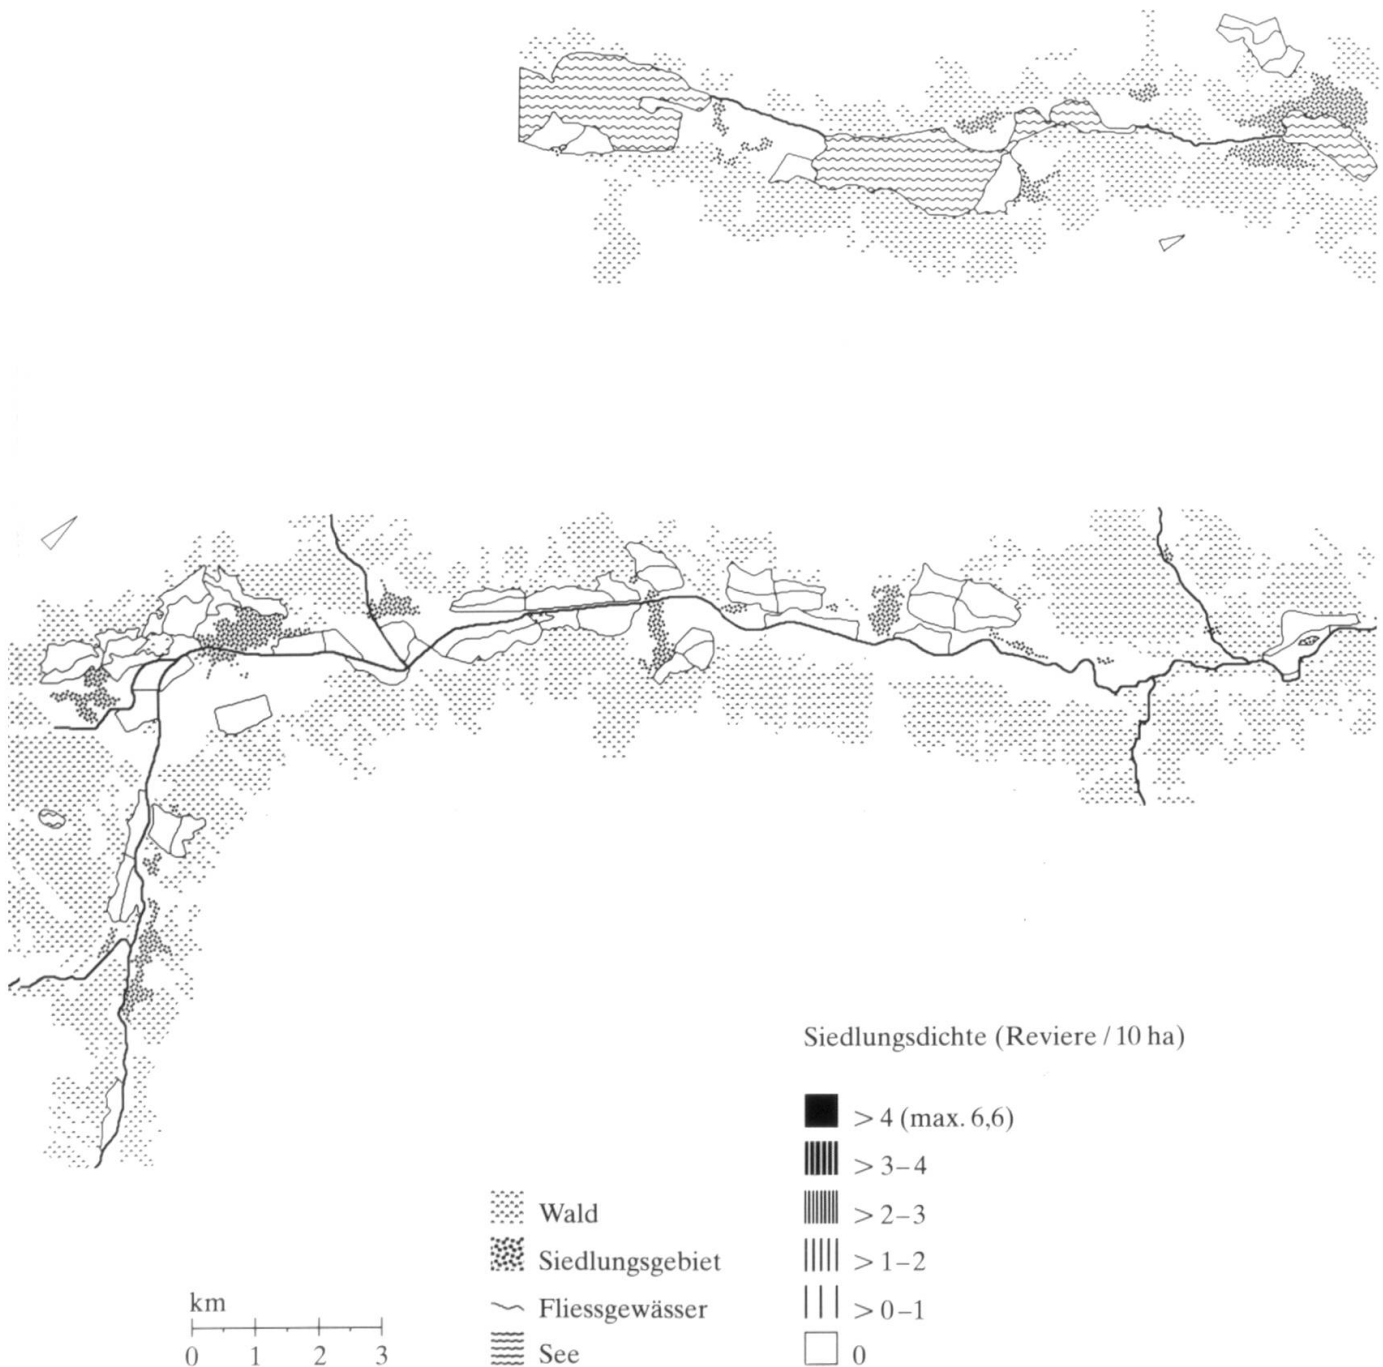 Siedlungsdichte (Reviere / 10 ha)
> 4 (max. 6,6)
> 3–4
> 2–3
> 1–2
> 0–1
0
Wald
Siedlungsgebiet
Fliessgewässer
See
km
0 1 2 3